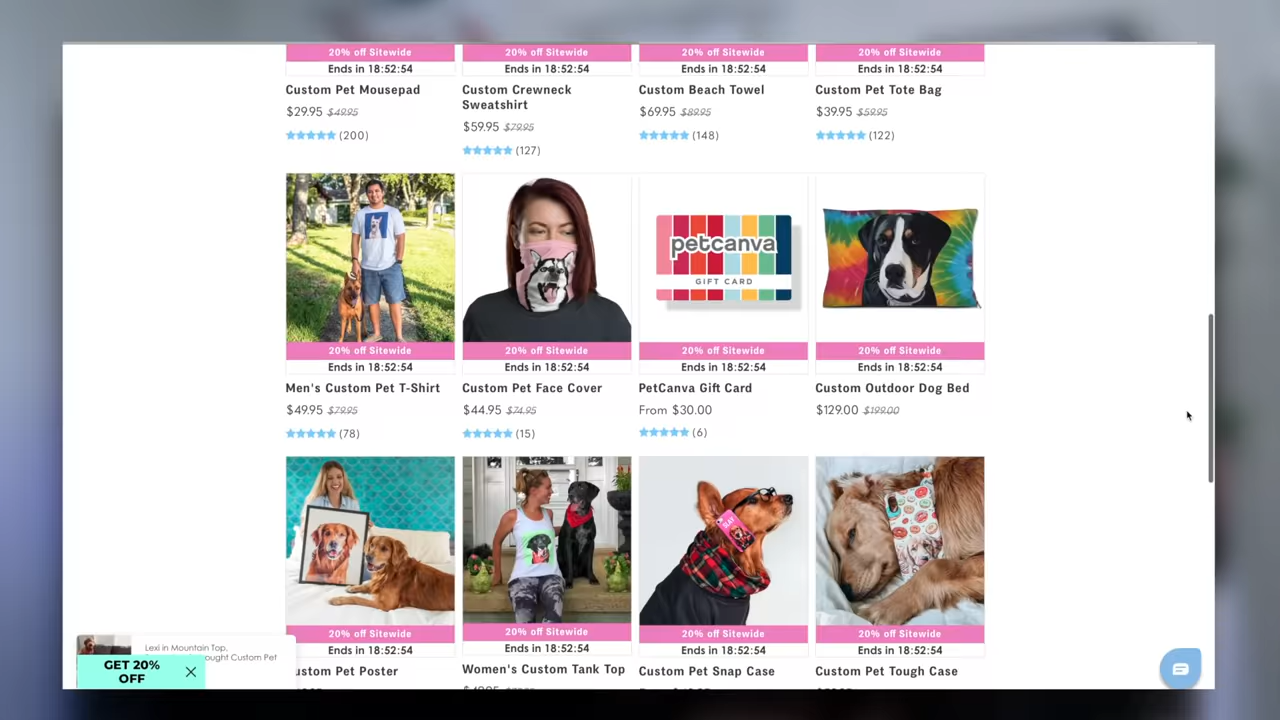 20% off Sitewide
20% off Sitewide
20% off Sitewide
20% off Sitewide
Ends in 18:52:54
Ends in 18:52:54
Ends in 18:52:54
Ends in 18:52:54
Custom Pet Mousepad
$29.95 $49.95
(200)
Custom Crewneck
Sweatshirt
$59.95 $79.95
(127)
Custom Beach Towel
$69.95 $89.95
(148)
Custom Pet Tote Bag
$39.95 $59.95
(122)
petcanva
GIFT CARD
20% off Sitewide
20% off Sitewide
20% off Sitewide
20% off Sitewide
Ends in 18:52:54
Ends in 18:52:54
Ends in 18:52:54
Ends in 18:52:54
Men's Custom Pet T-Shirt
$49.95 $79.95
(78)
Custom Pet Face Cover
$44.95 $74.95
(15)
PetCanva Gift Card
From $30.00
(6)
Custom Outdoor Dog Bed
$129.00 $199.00
20% off Sitewide
20% off Sitewide
20% off Sitewide
20% off Sitewide
Ends in 18:52:54
Ends in 18:52:54
Ends in 18:52:54
Ends in 18:52:54
Custom Pet Poster
Women's Custom Tank Top
Custom Pet Snap Case
Custom Pet Tough Case
Lexi in Mountain Top,
ought Custom Pet
GET 20%
OFF